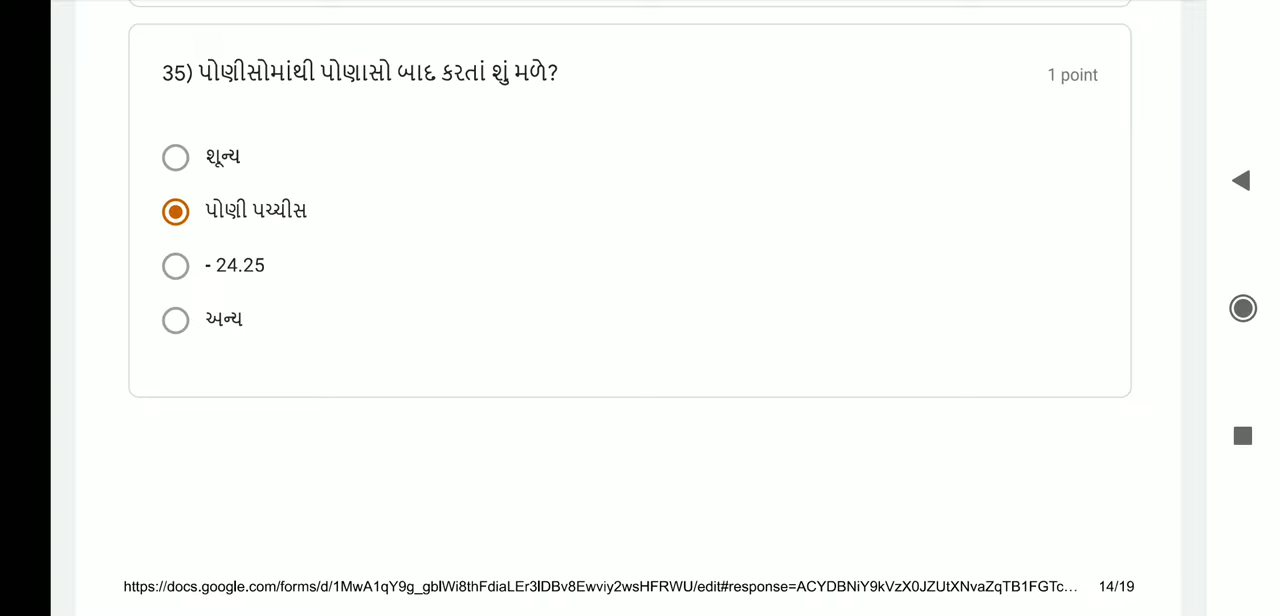 35) પોણીસોમાંથી પોણાસો બાદ કરતાં શું મળે?
1 point
શૂન્ય
પોણી પચ્ચીસ
- 24.25
અન્ય
https://docs.google.com/forms/d/1MwA1qY9g_gblWi8thFdiaLEr3lDBv8Ewviy2wsHFRWU/edit#response=ACYDBNiY9kVzX0JZUtXNvaZqTB1FGTc... 14/19